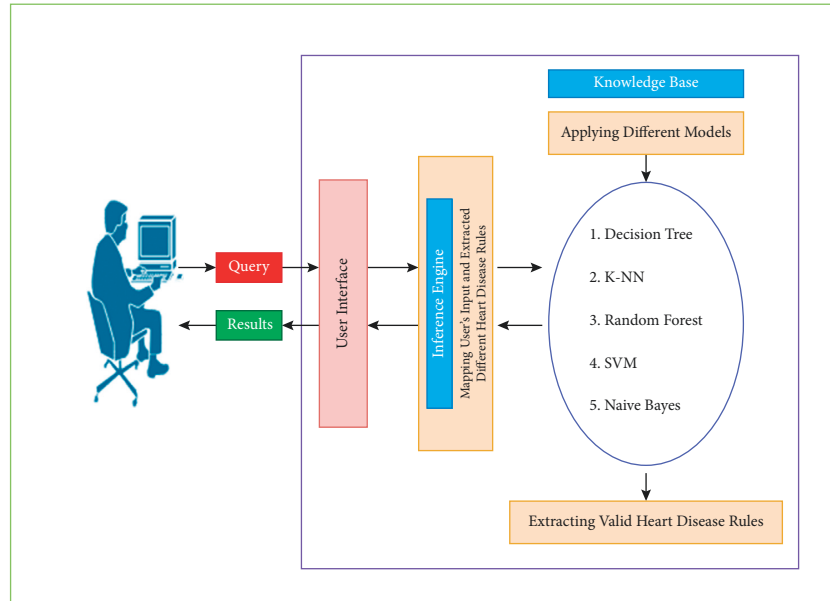 Knowledge Base
Applying Different Models
1. Decision Tree
2. K-NN
3. Random Forest
4. SVM
5. Naive Bayes
Query
Results
User Interface
Inference Engine
Mapping User's Input and Extracted
Different Heart Disease Rules
Extracting Valid Heart Disease Rules